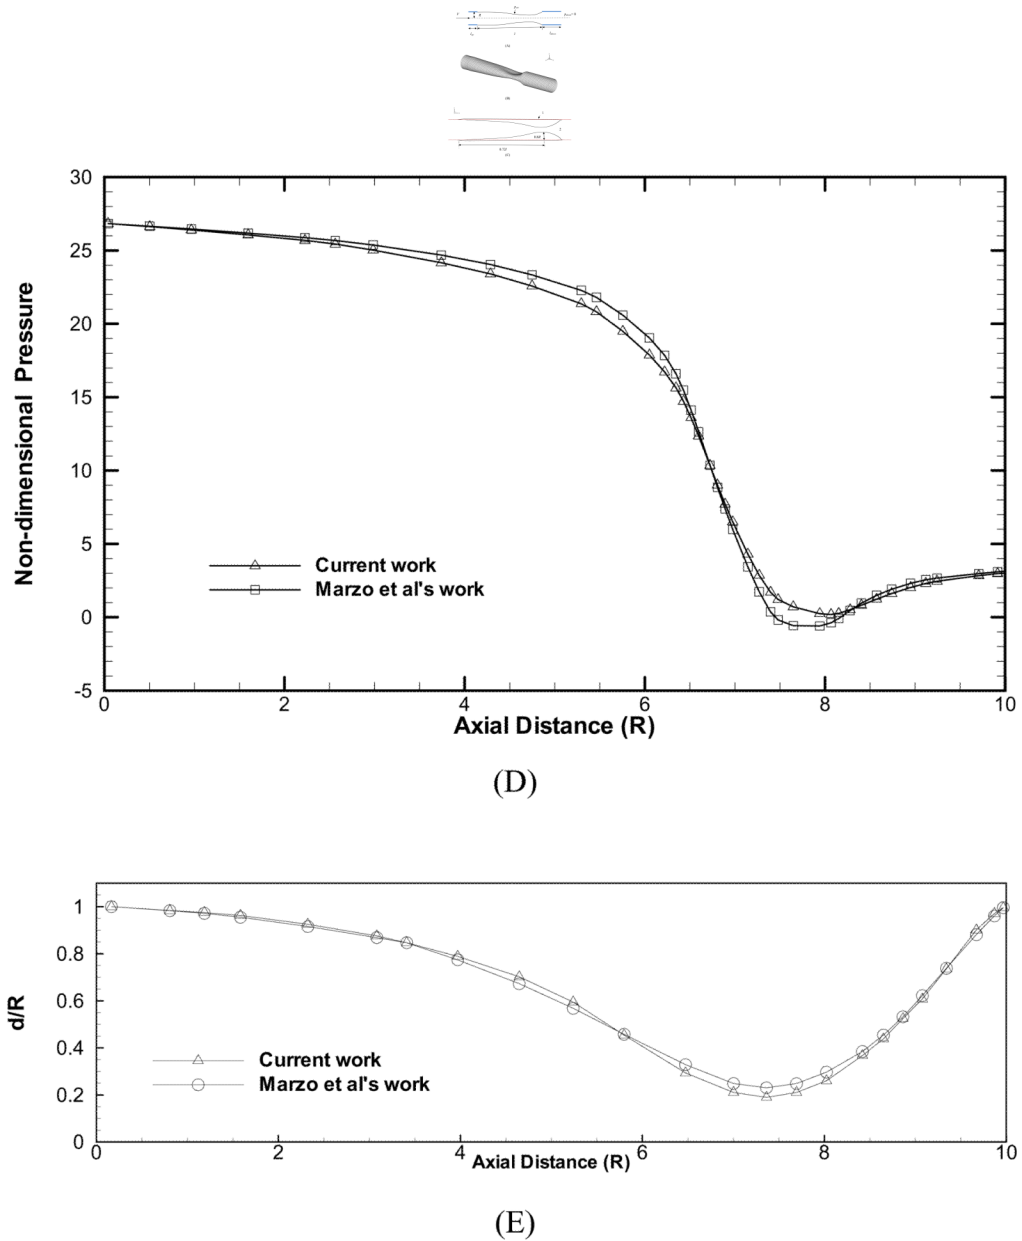 (A)
(B)
(C)
30
25
20
15
10
5
0
-5
Non-dimensional Pressure
Current work
Marzo et al's work
0 2 4 6 8 10
Axial Distance (R)
(D)
1
0.8
0.6
0.4
0.2
0
d/R
Current work
Marzo et al's work
0 2 4 6 8 10
Axial Distance (R)
(E)